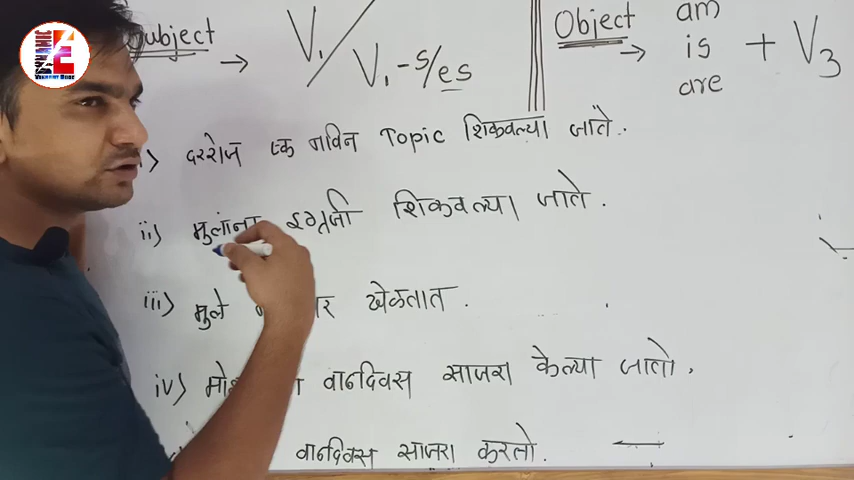 Subject → V₁ / V₁-s/es
Object → am is are + V₃
i) दररोज एक नविन Topic शिकवल्या जाते.
ii) मुलांना इंग्रजी शिकवल्या जाते.
iii) मुले खेळतात.
iv) वाढदिवस साजरा केल्या जातो.
वाढदिवस साजरा करतो. ←